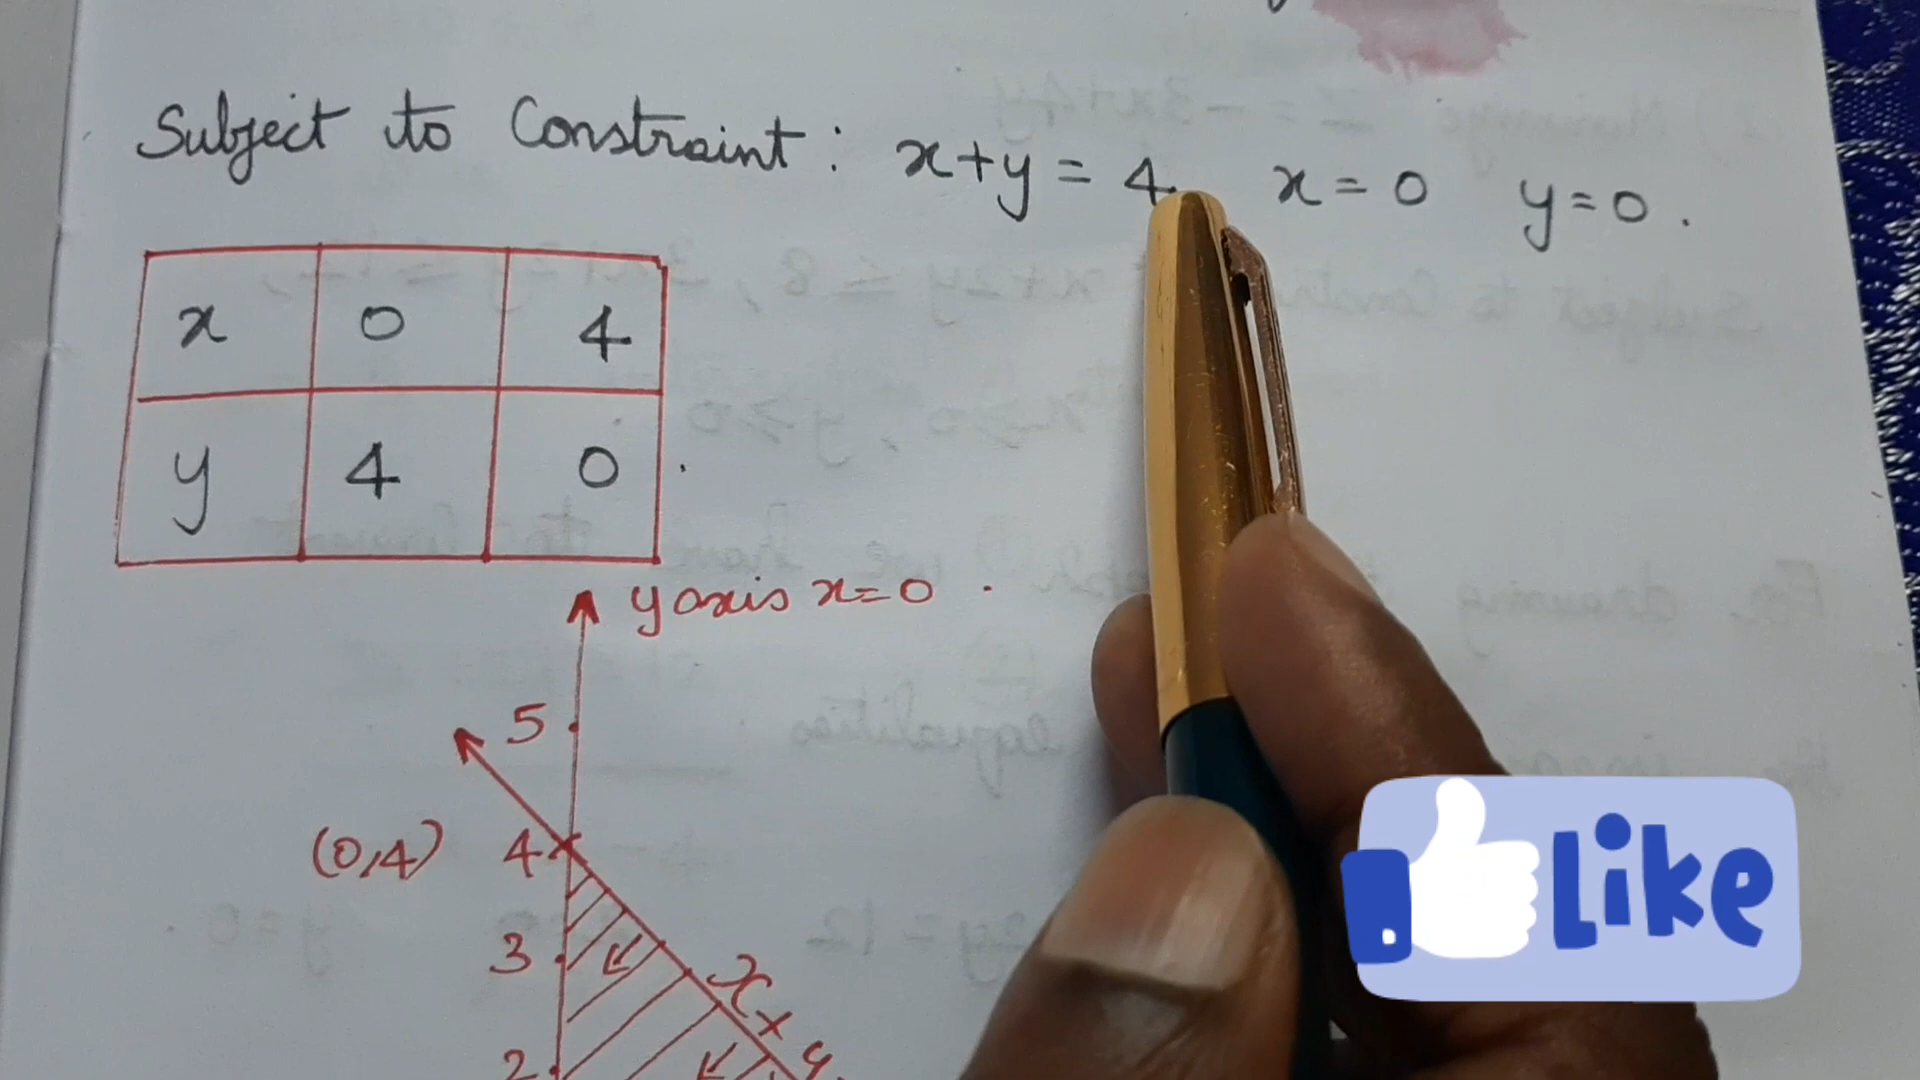 Subject to Constraint : x+y = 4 x = 0 y = 0 .
x 0 4
y 4 0 .
y axis x=0 .
5
(0,4) 4
3
x+y
2
Like